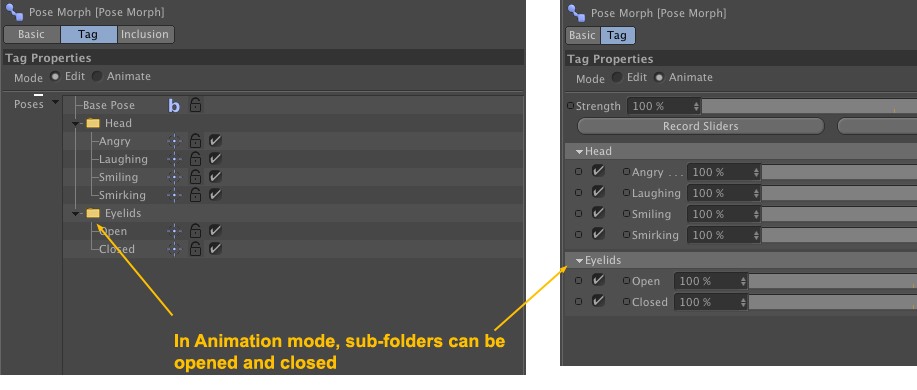 Pose Morph [Pose Morph]
Basic Tag Inclusion
Tag Properties
Mode Edit Animate
Poses Base Pose b
Head
Angry
Laughing
Smiling
Smirking
Eyelids
Open
Closed
In Animation mode, sub-folders can be
opened and closed
Pose Morph [Pose Morph]
Basic Tag
Tag Properties
Mode Edit Animate
Strength 100 %
Record Sliders
Head
Angry . . . 100 %
Laughing 100 %
Smiling 100 %
Smirking 100 %
Eyelids
Open 100 %
Closed 100 %